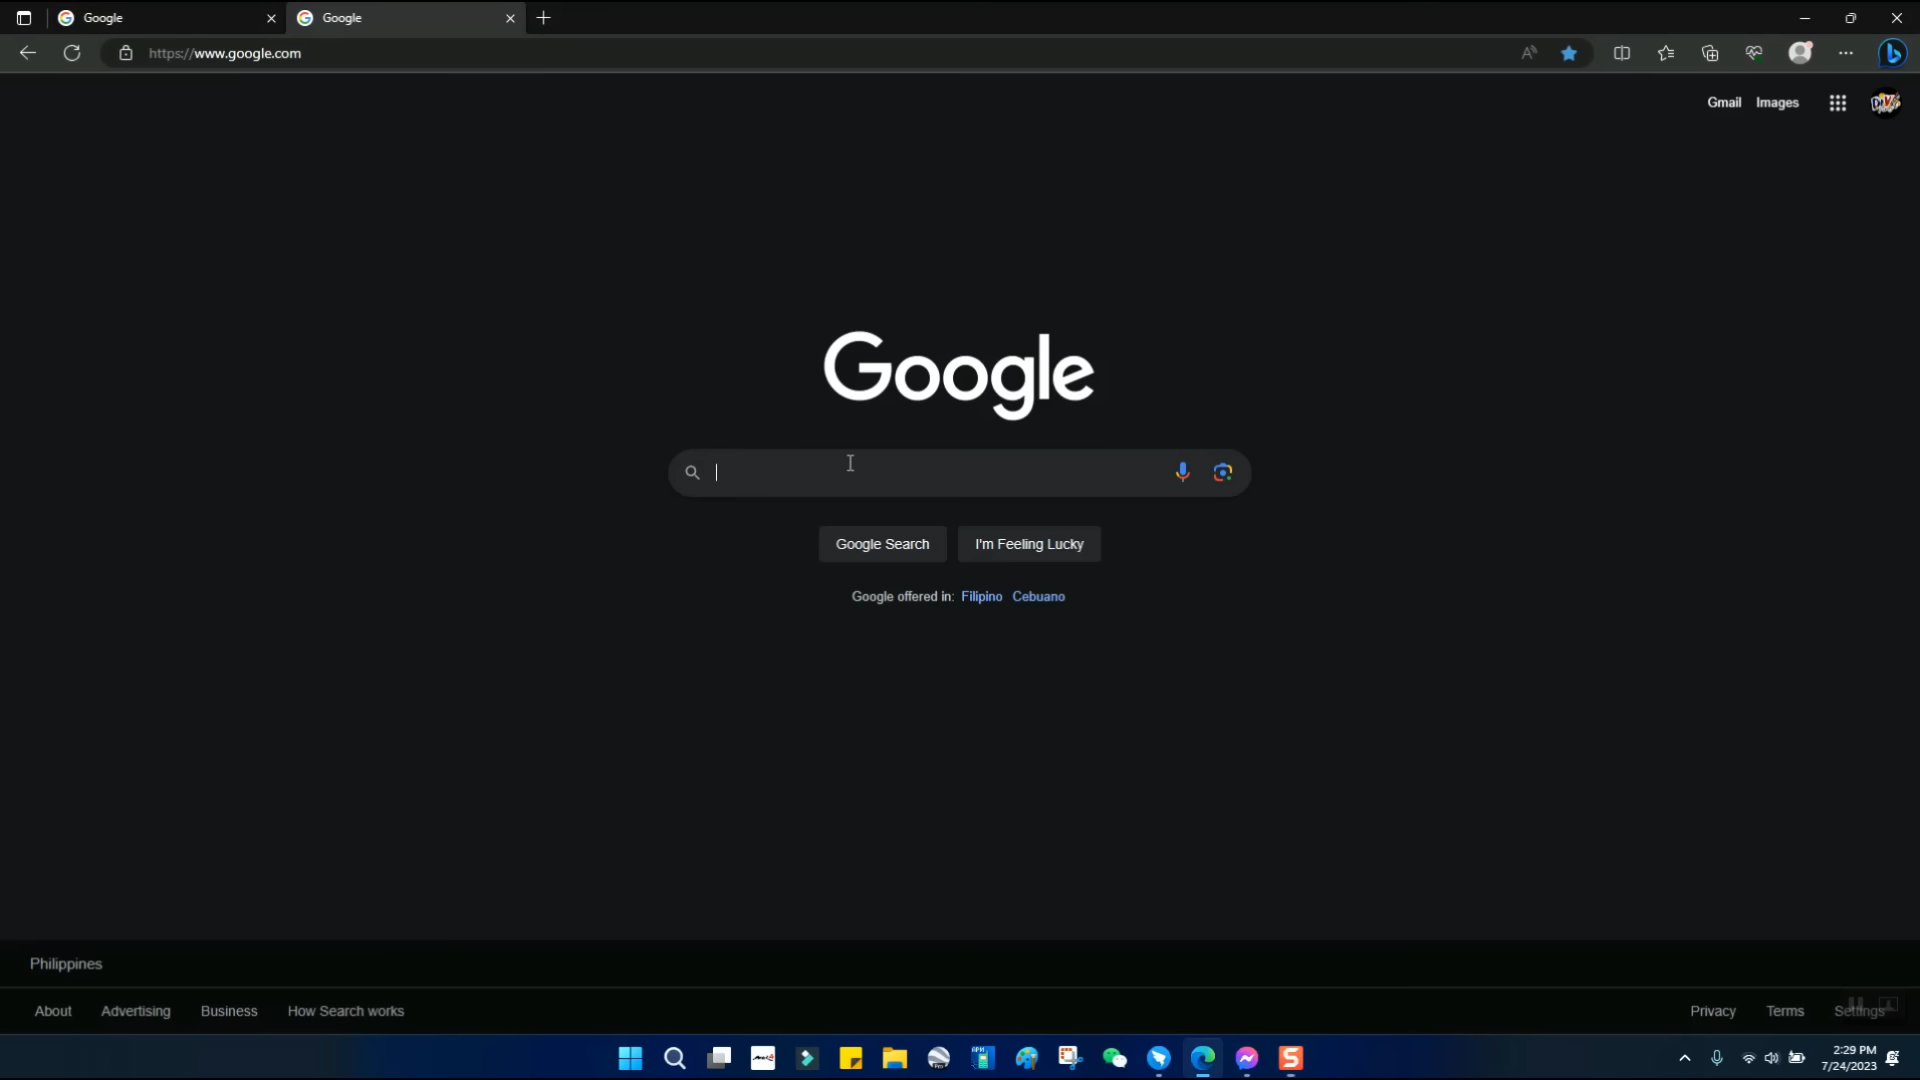 Google
Google
https://www.google.com
Gmail Images
Google
Google Search
I'm Feeling Lucky
Google offered in: Filipino Cebuano
Philippines
About Advertising Business How Search works
Privacy Terms Settings
2:29 PM
7/24/2023